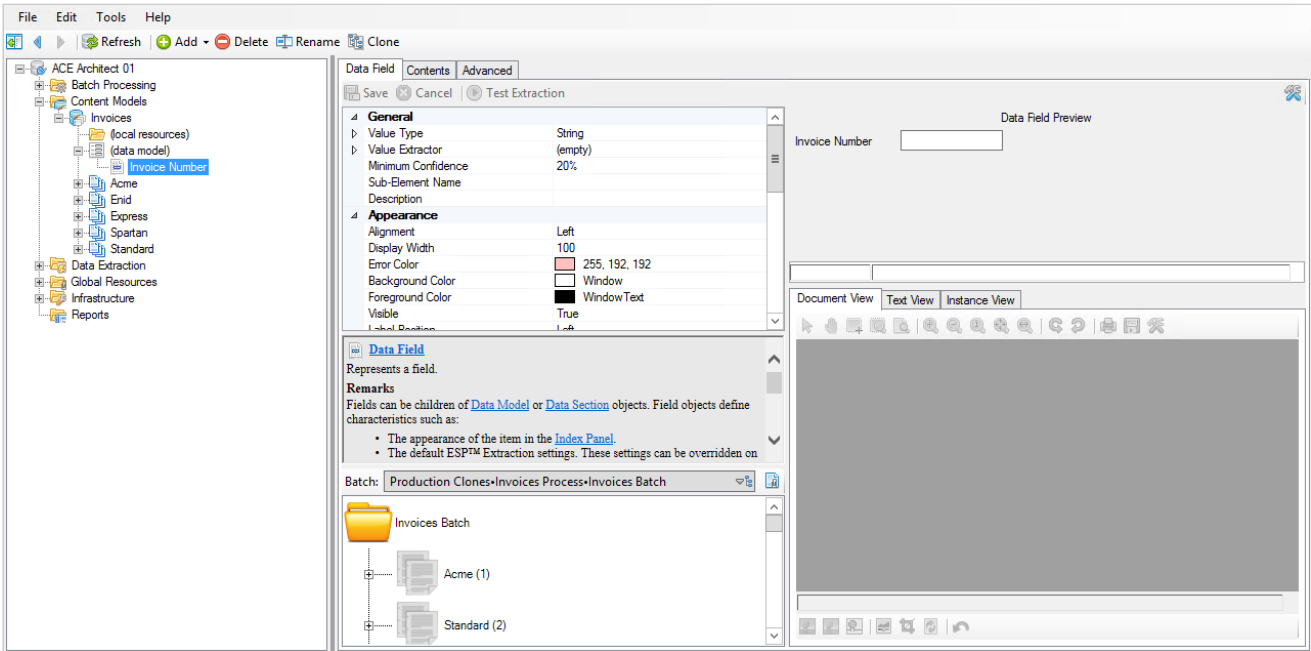 File Edit Tools Help
Refresh Add Delete Rename Clone
ACE Architect 01
Batch Processing
Content Models
Invoices
(local resources)
(data model)
Invoice Number
Acme
Enid
Express
Spartan
Standard
Data Extraction
Global Resources
Infrastructure
Reports
Data Field Contents Advanced
Save Cancel Test Extraction
General
Value Type String
Value Extractor (empty)
Minimum Confidence 20%
Sub-Element Name
Description
Appearance
Alignment Left
Display Width 100
Error Color 255, 192, 192
Background Color Window
Foreground Color WindowText
Visible True
Label Position Left
Data Field
Represents a field.
Remarks
Fields can be children of Data Model or Data Section objects. Field objects define
characteristics such as:
• The appearance of the item in the Index Panel.
• The default ESP™ Extraction settings. These settings can be overridden on
Batch: Production Clones•Invoices Process•Invoices Batch
Invoices Batch
Acme (1)
Standard (2)
Data Field Preview
Invoice Number
Document View Text View Instance View